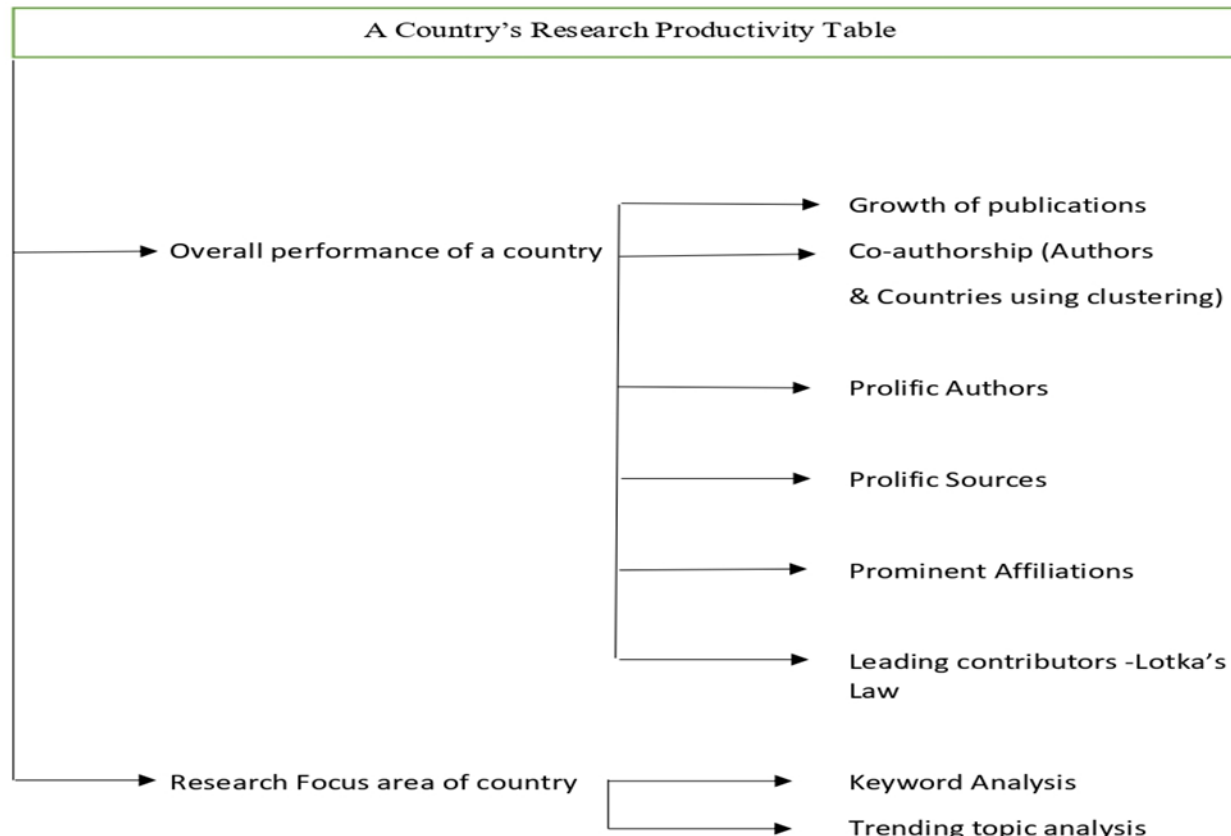 A Country’s Research Productivity Table
Growth of publications
Overall performance of a country
Co-authorship (Authors
& Countries using clustering)
Prolific Authors
Prolific Sources
Prominent Affiliations
Leading contributors -Lotka’s
Law
Research Focus area of country
Keyword Analysis
Trending topic analysis